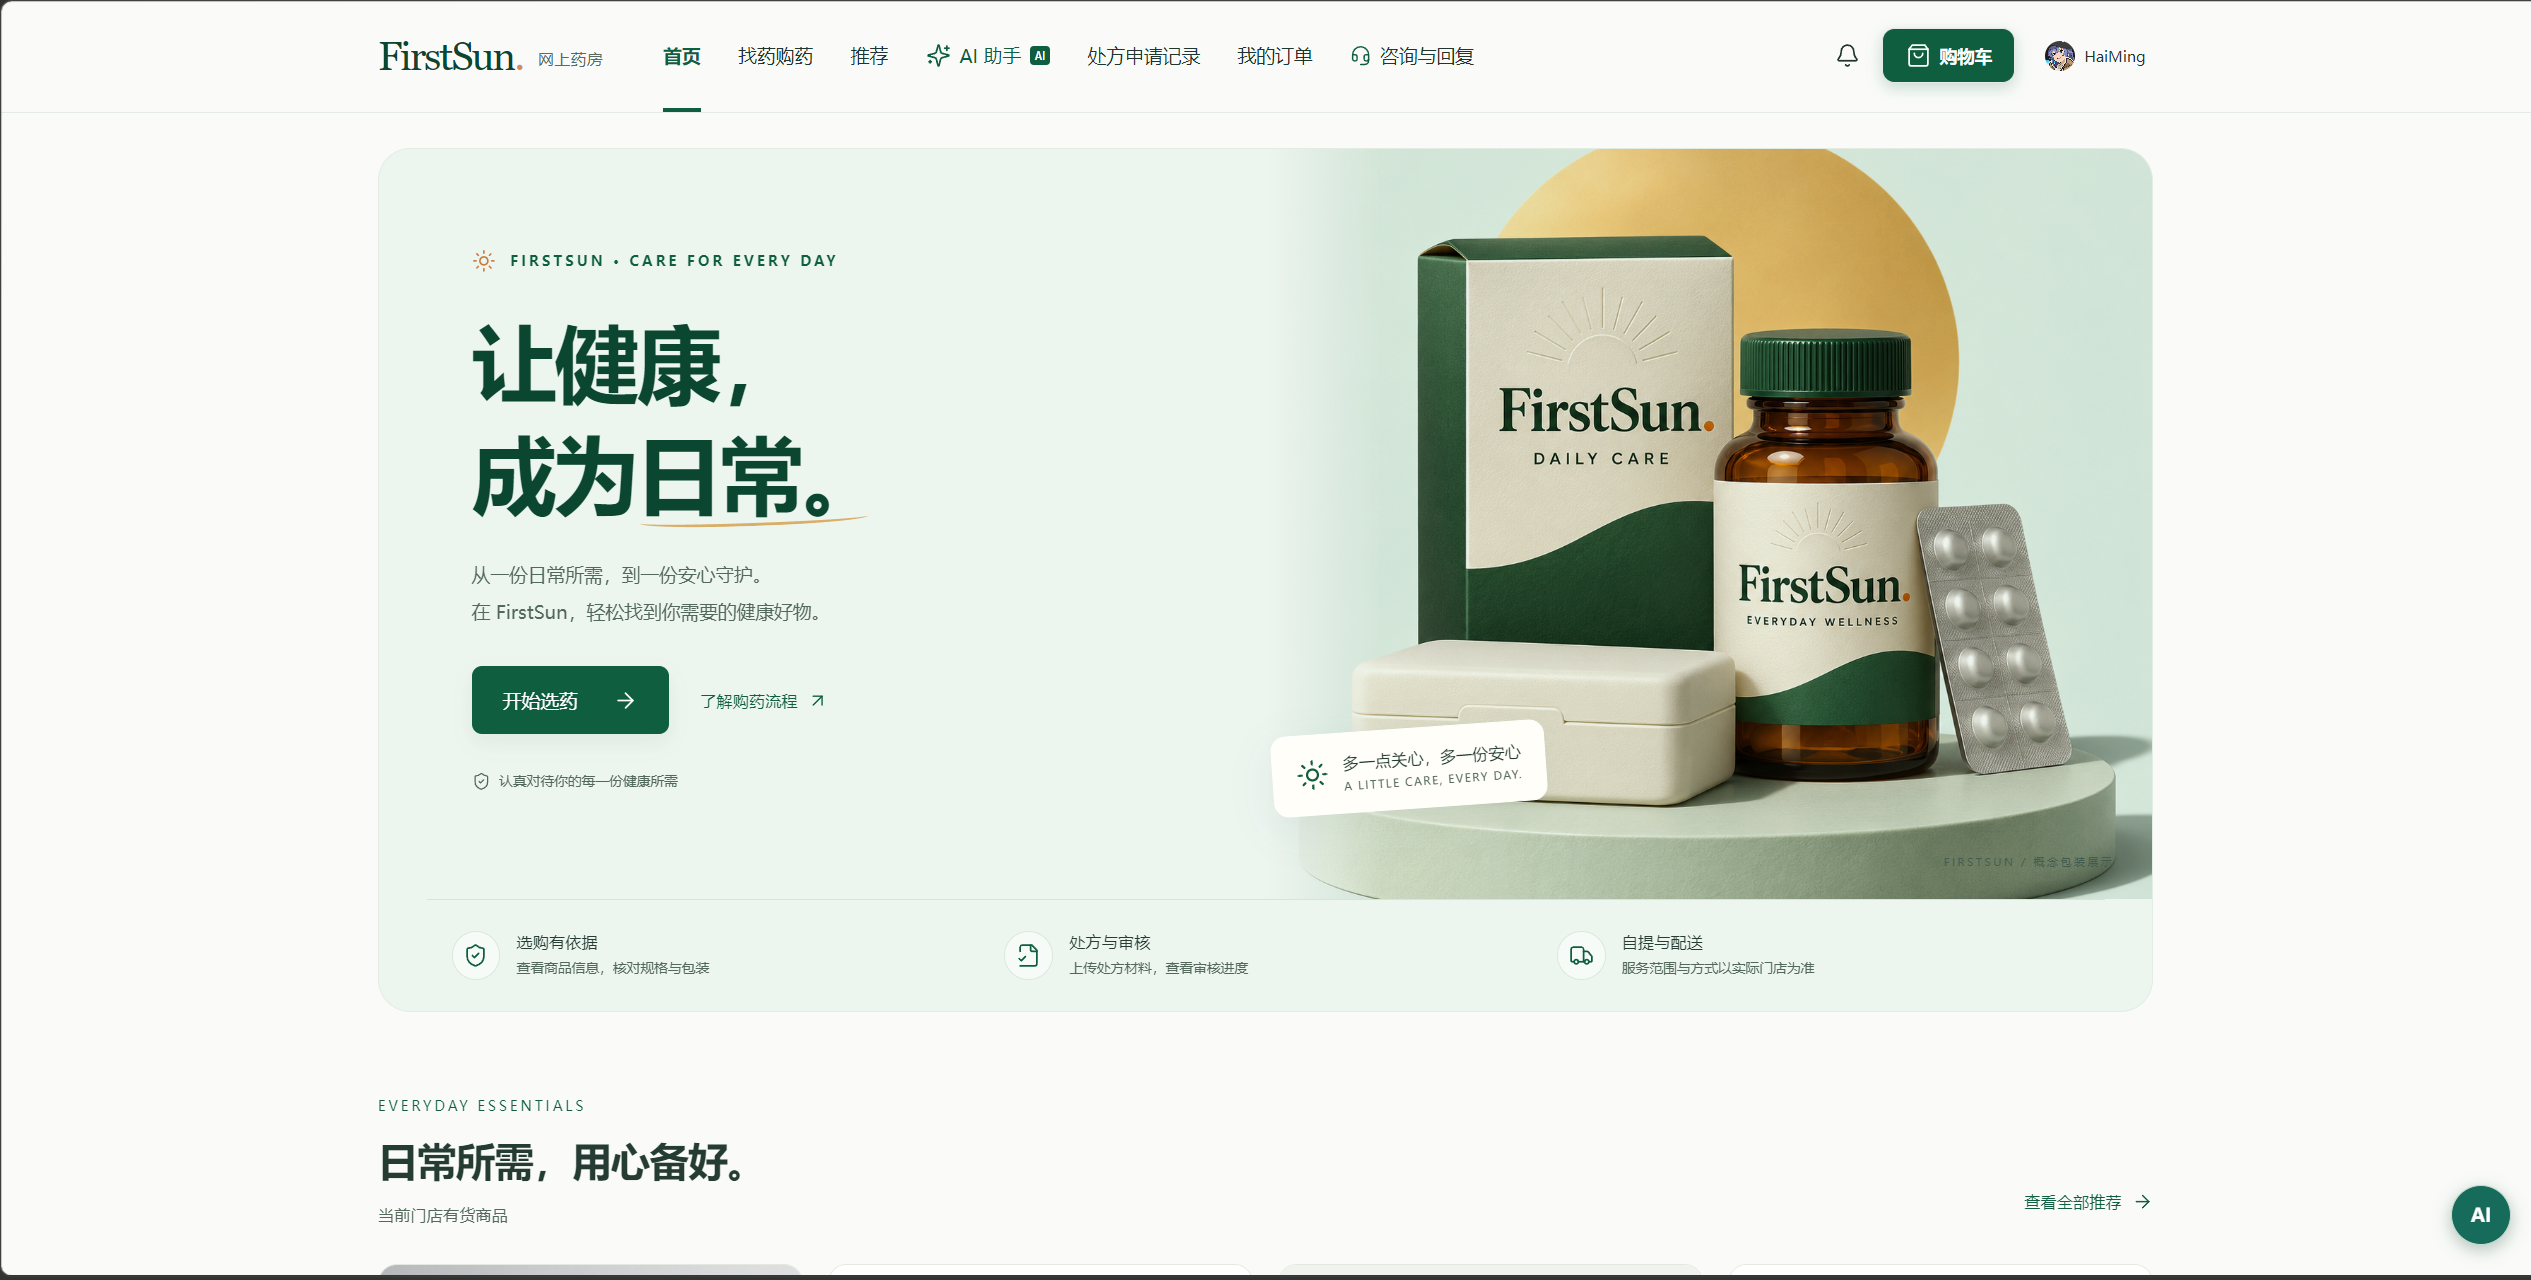 FirstSun. 网上药房
首页
找药购药
推荐
AI 助手 AI
处方申请记录
我的订单
咨询与回复
购物车
HaiMing
FIRSTSUN • CARE FOR EVERY DAY
让健康，
成为日常。
从一份日常所需，到一份安心守护。
在 FirstSun，轻松找到你需要的健康好物。
开始选药
了解购药流程
认真对待你的每一份健康所需
FirstSun.
DAILY CARE
FirstSun.
EVERYDAY WELLNESS
多一点关心，多一份安心
A LITTLE CARE, EVERY DAY.
FIRSTSUN / 概念包装展示
选购有依据
查看商品信息，核对规格与包装
处方与审核
上传处方材料，查看审核进度
自提与配送
服务范围与方式以实际门店为准
EVERYDAY ESSENTIALS
日常所需，用心备好。
当前门店有货商品
查看全部推荐
AI